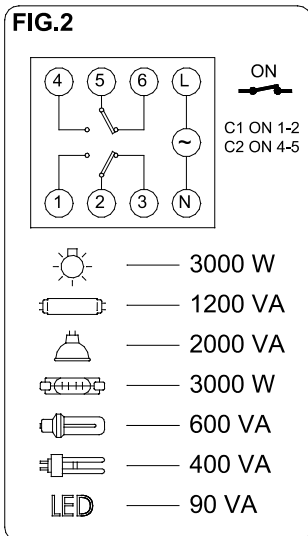 FIG.2
4 5 6 L
ON
C1 ON 1-2
C2 ON 4-5
~
1 2 3 N
3000 W
1200 VA
2000 VA
3000 W
600 VA
400 VA
LED 90 VA